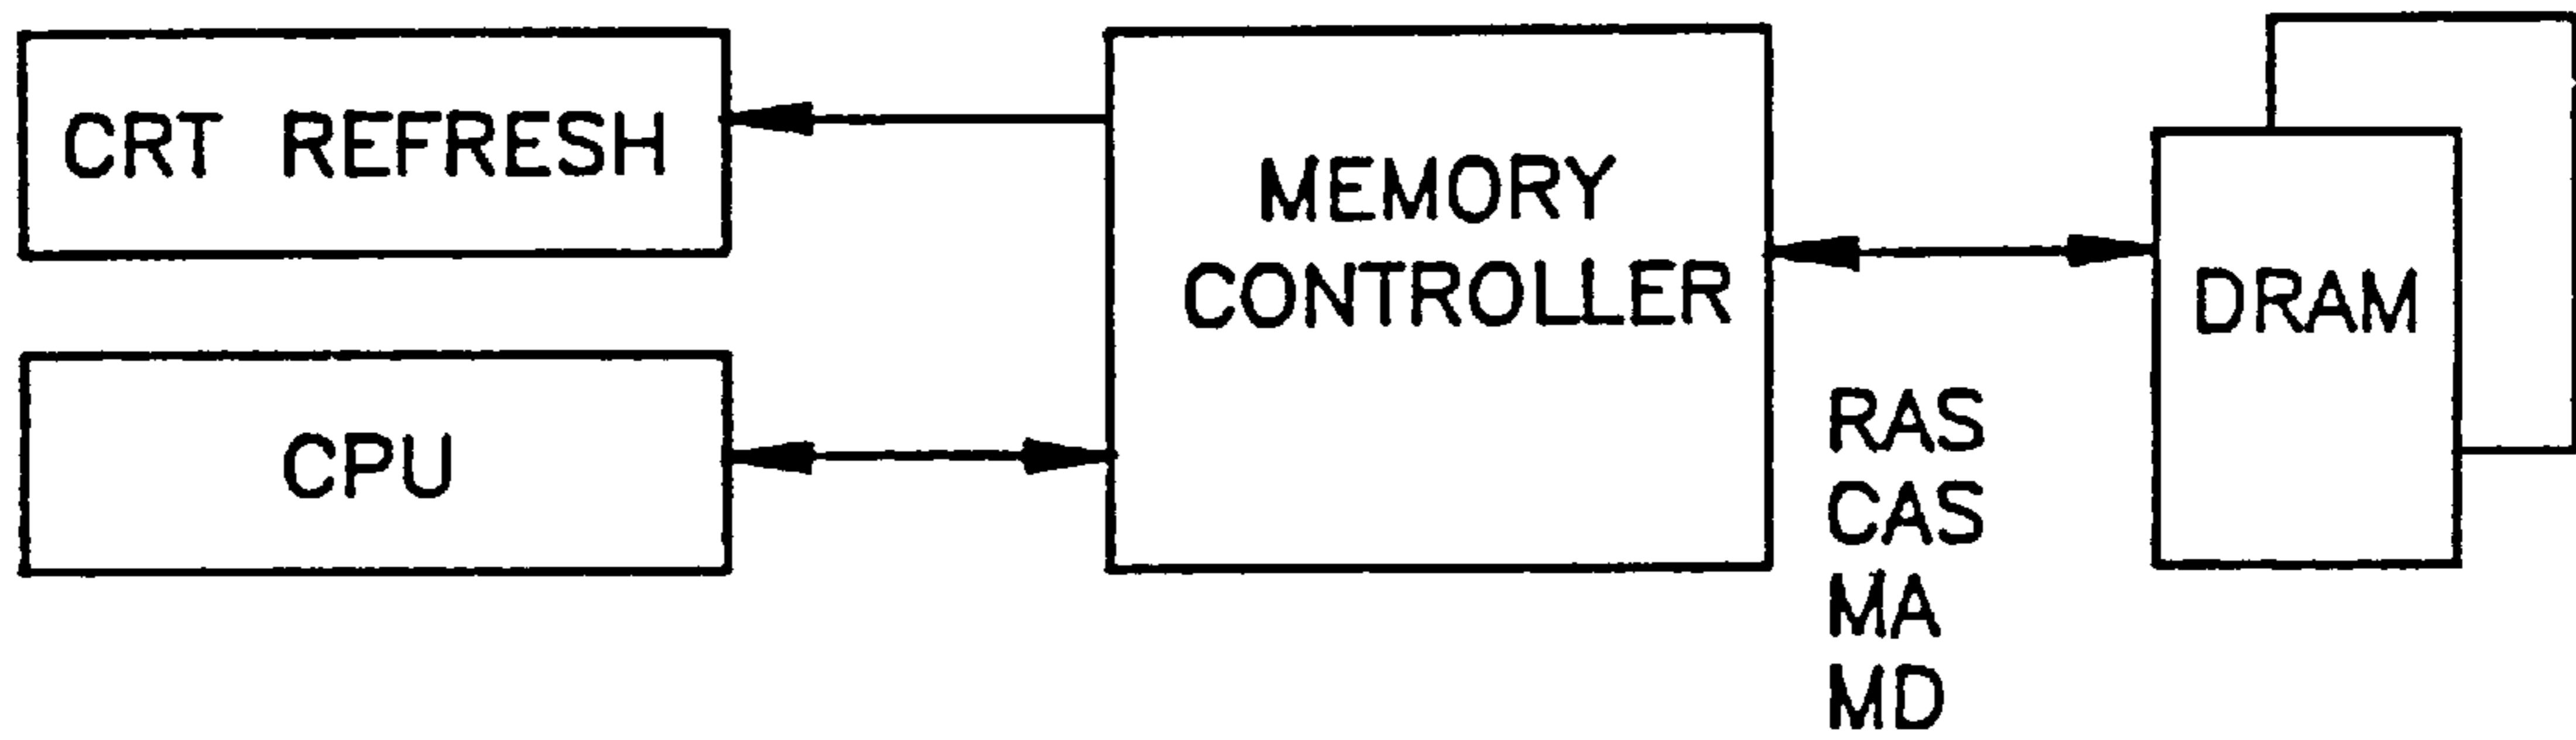 CRT REFRESH
CPU
MEMORY
CONTROLLER
RAS
CAS
MA
MD
DRAM